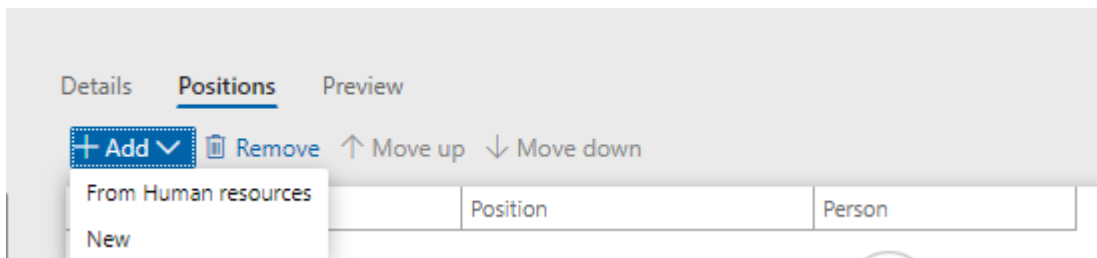 Details Positions Preview
Add Remove Move up Move down
From Human resources
Position Person
New